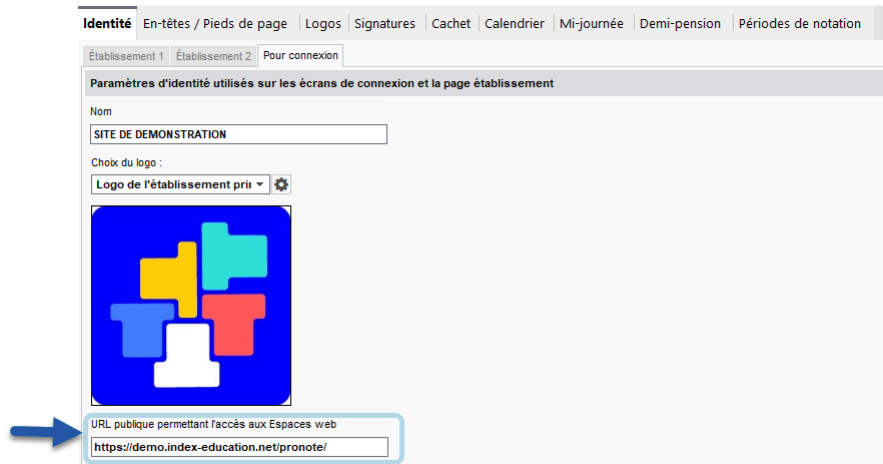 Identité En-têtes / Pieds de page Logos Signatures Cachet Calendrier Mi-journée Demi-pension Périodes de notation
Établissement 1 Établissement 2 Pour connexion
Paramètres d'identité utilisés sur les écrans de connexion et la page établissement
Nom
SITE DE DEMONSTRATION
Choix du logo :
Logo de l'établissement prin
URL publique permettant l'accès aux Espaces web
https://demo.index-education.net/pronote/